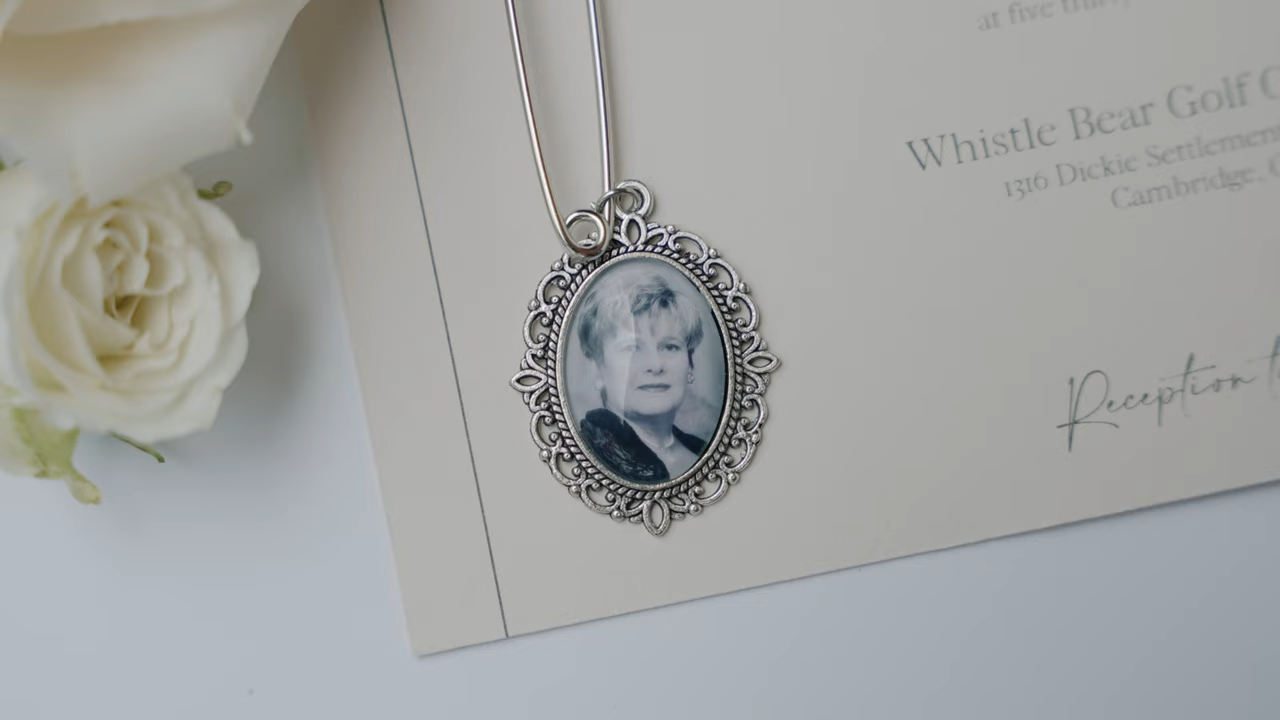 at five thirty
Whistle Bear Golf C
1316 Dickie Settlement
Cambridge, O
Reception t